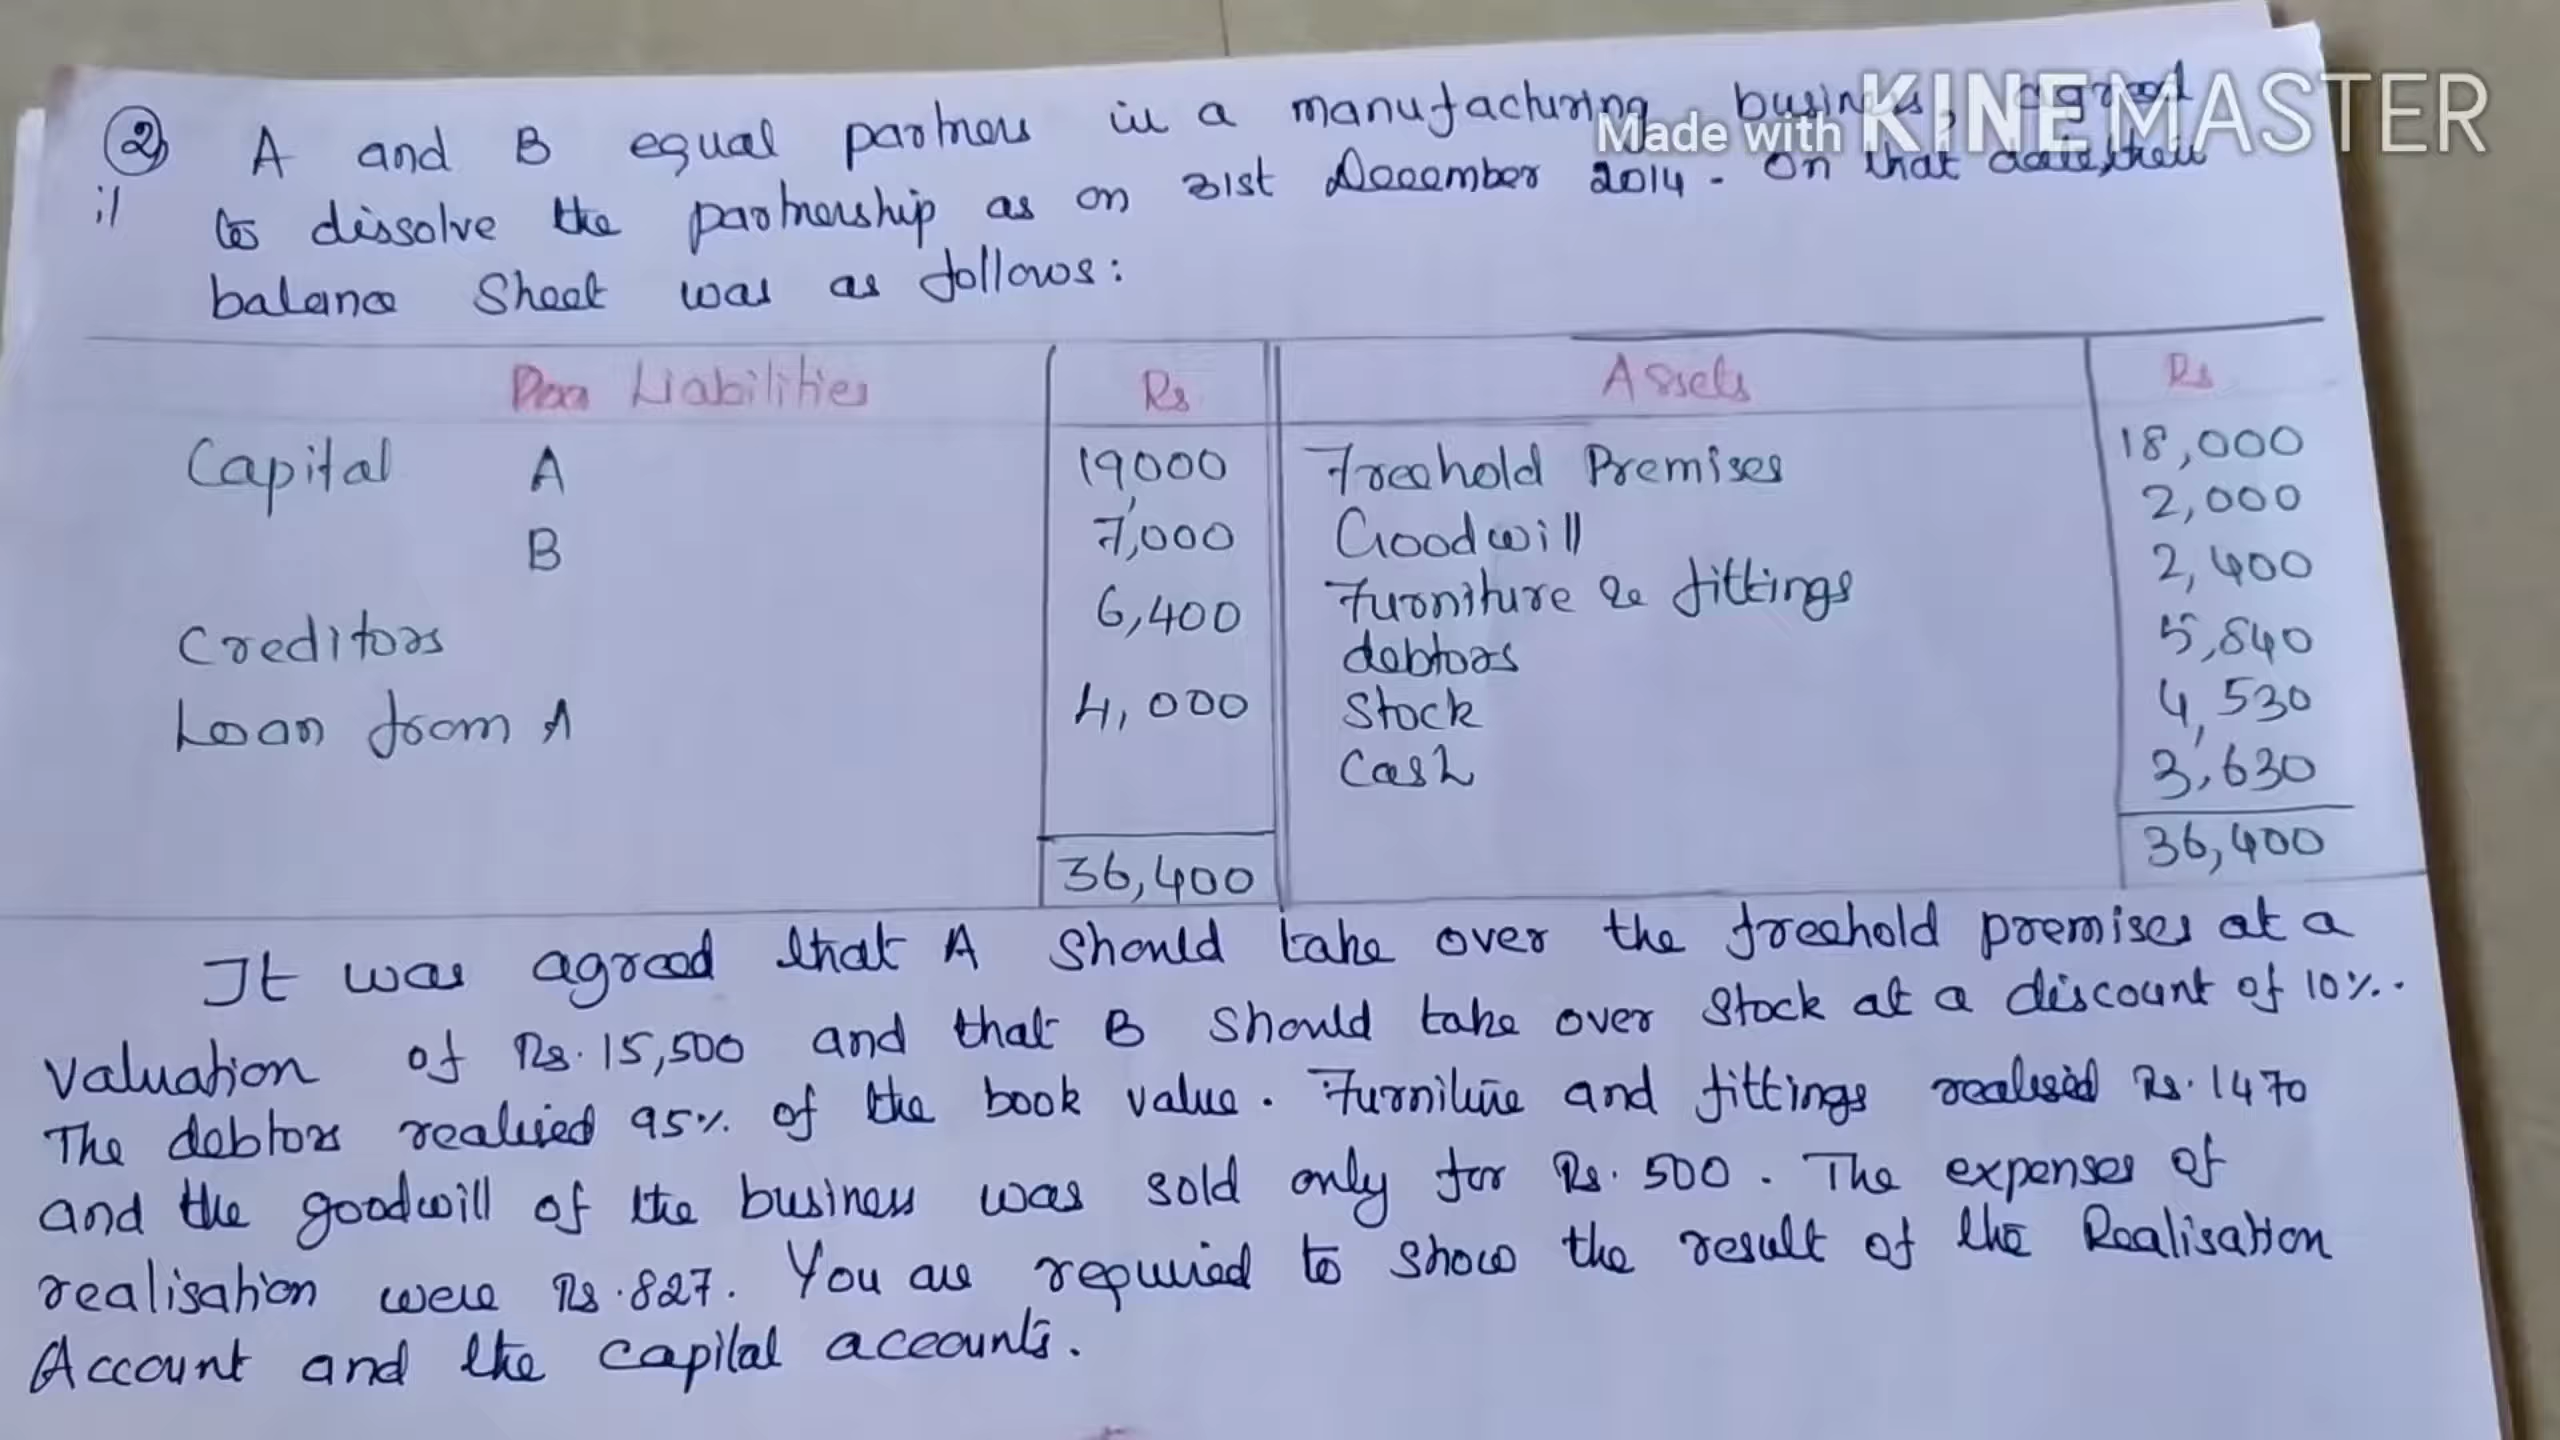 ② A and B equal partners in a manufacturing business, agreed
Made with KINEMASTER
i/ to dissolve the partnership as on 31st December 2014 - On that date, their
balance Sheet was as follows:
Liabilities Rs Assets Rs
Capital A 19,000 Freehold Premises 18,000
B 7,000 Goodwill 2,000
Creditors 6,400 Furniture & fittings 2,400
debtors 5,840
Loan from A 4,000 Stock 4,530
Cash 3,630
36,400 36,400
It was agreed that A should take over the freehold premises at a
valuation of Rs. 15,500 and that B should take over stock at a discount of 10%.
The debtors realised 95% of the book value. Furniture and fittings realised Rs. 1470
and the goodwill of the business was sold only for Rs. 500. The expenses of
realisation were Rs. 827. You are required to show the result of the Realisation
Account and the capital accounts.